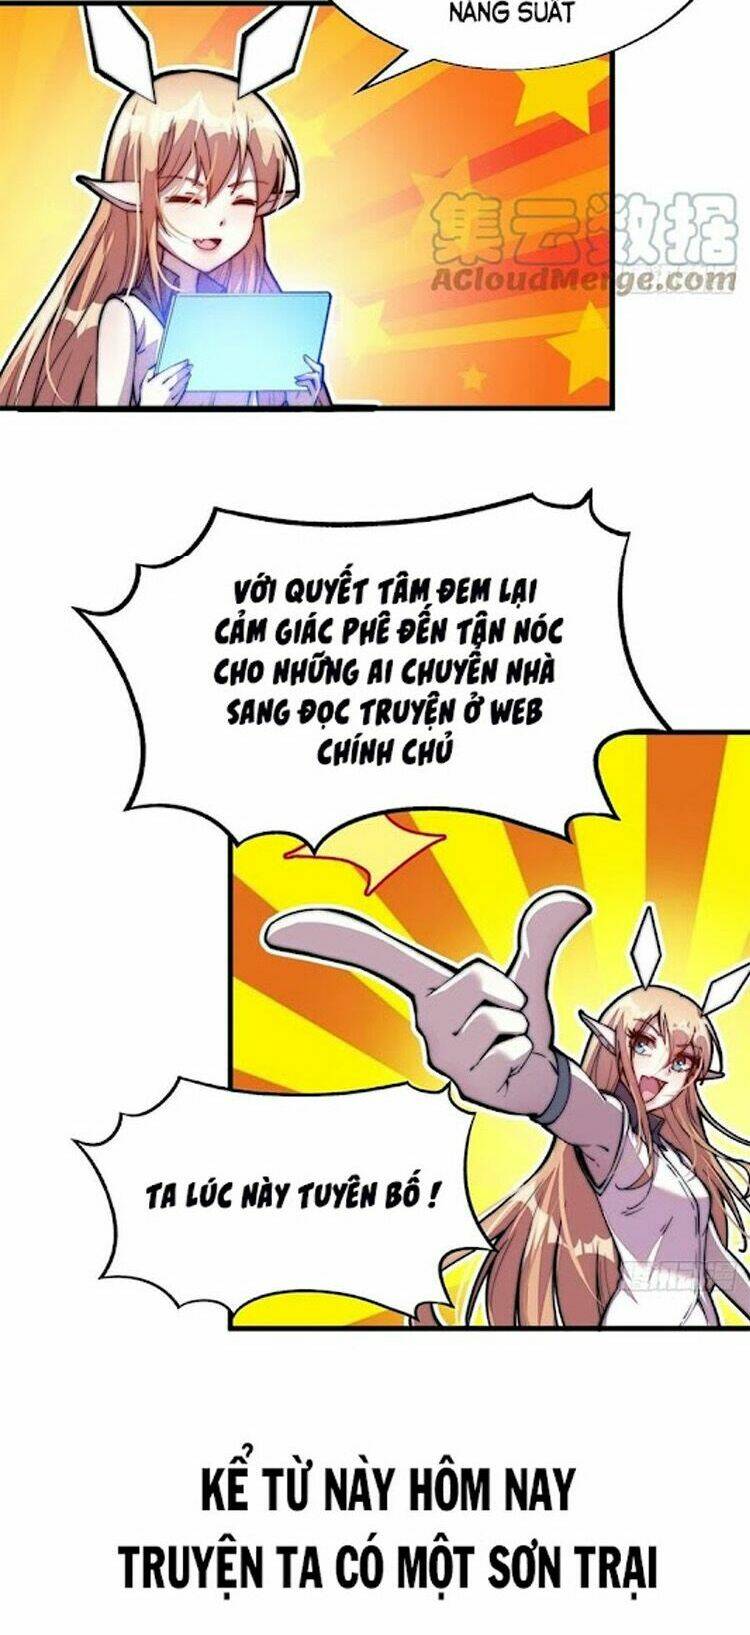 NĂNG SUẤT
集云数据
ACloudMerge.com
VỚI QUYẾT TÂM ĐEM LẠI
CẢM GIÁC PHÊ ĐẾN TẬN NÓC
CHO NHỮNG AI CHUYỂN NHÀ
SANG ĐỌC TRUYỆN Ở WEB
CHÍNH CHỦ
TA LÚC NÀY TUYÊN BỐ !
KỂ TỪ NÀY HÔM NAY
TRUYỆN TA CÓ MỘT SƠN TRẠI